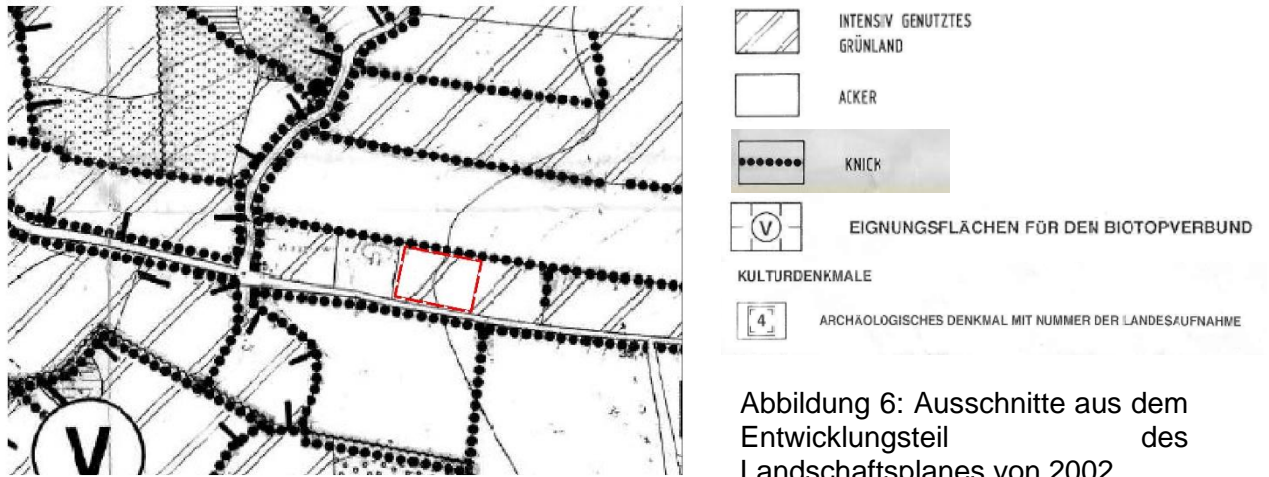 INTENSIV GENUTZTES
GRÜNLAND
ACKER
KNICK
V EIGNUNGSFLÄCHEN FÜR DEN BIOTOPVERBUND
KULTURDENKMALE
4 ARCHÄOLOGISCHES DENKMAL MIT NUMMER DER LANDESAUFNAHME
V
Abbildung 6: Ausschnitte aus dem
Entwicklungsteil des
Landschaftsplanes von 2002